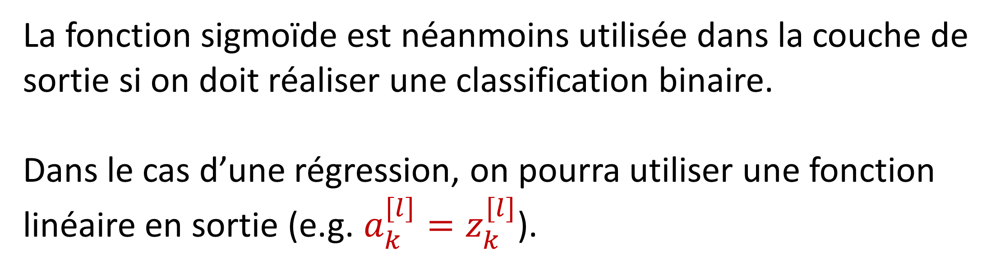 La fonction sigmoïde est néanmoins utilisée dans la couche de
sortie si on doit réaliser une classification binaire.
Dans le cas d’une régression, on pourra utiliser une fonction
linéaire en sortie (e.g. $a_k^{[l]} = z_k^{[l]}$).